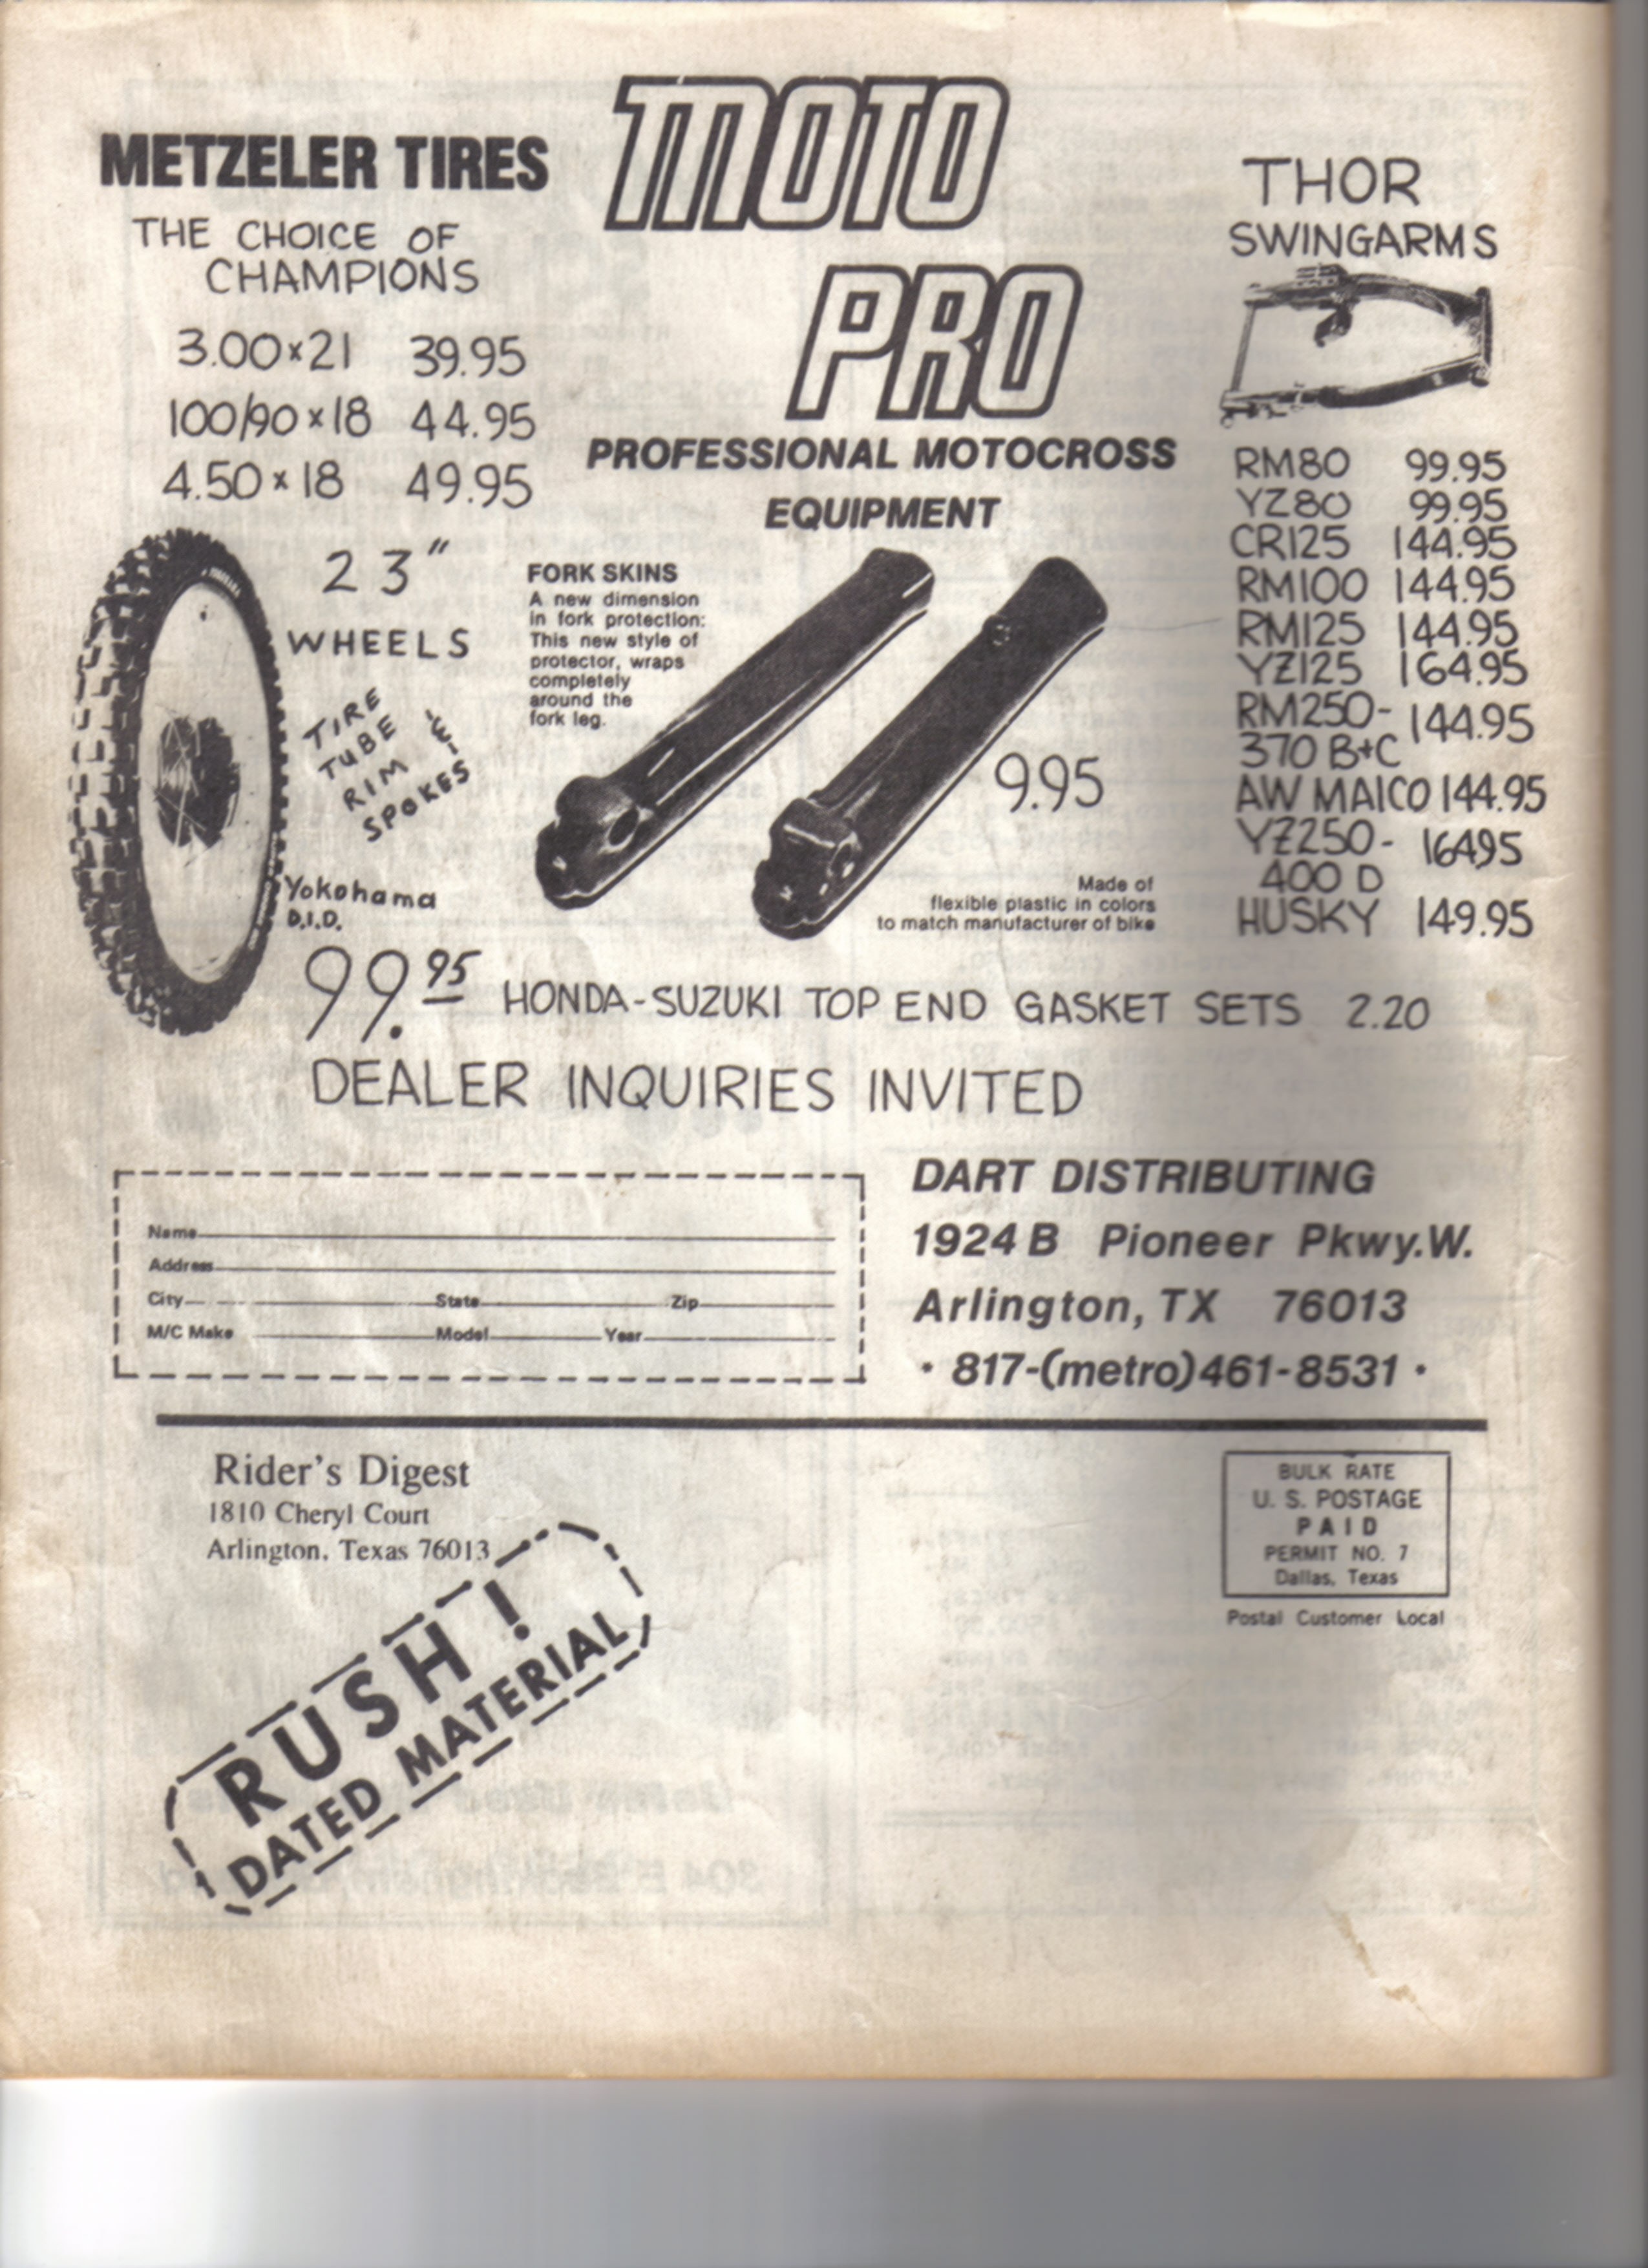 METZELER TIRES
THE CHOICE OF
CHAMPIONS
3.00x21 39.95
100/90x18 44.95
4.50x18 49.95
23"
WHEELS
TIRE
TUBE &
RIM
SPOKES
Yokohama
D.I.D.
99.95
MOTO
PRO
PROFESSIONAL MOTOCROSS
EQUIPMENT
FORK SKINS
A new dimension
in fork protection:
This new style of
protector, wraps
completely
around the
fork leg.
9.95
Made of
flexible plastic in colors
to match manufacturer of bike
THOR
SWINGARMS
RM80 99.95
YZ80 99.95
CR125 144.95
RM100 144.95
RM125 144.95
YZ125 164.95
RM250- 144.95
370 B+C
AW MAICO 144.95
YZ250- 164.95
400 D
HUSKY 149.95
HONDA-SUZUKI TOP END GASKET SETS 2.20
DEALER INQUIRIES INVITED
Name
Address
City State Zip
M/C Make Model Year
DART DISTRIBUTING
1924 B Pioneer Pkwy.W.
Arlington, TX 76013
• 817-(metro)461-8531 •
Rider's Digest
1810 Cheryl Court
Arlington, Texas 76013
RUSH!
DATED MATERIAL
BULK RATE
U. S. POSTAGE
PAID
PERMIT NO. 7
Dallas, Texas
Postal Customer Local